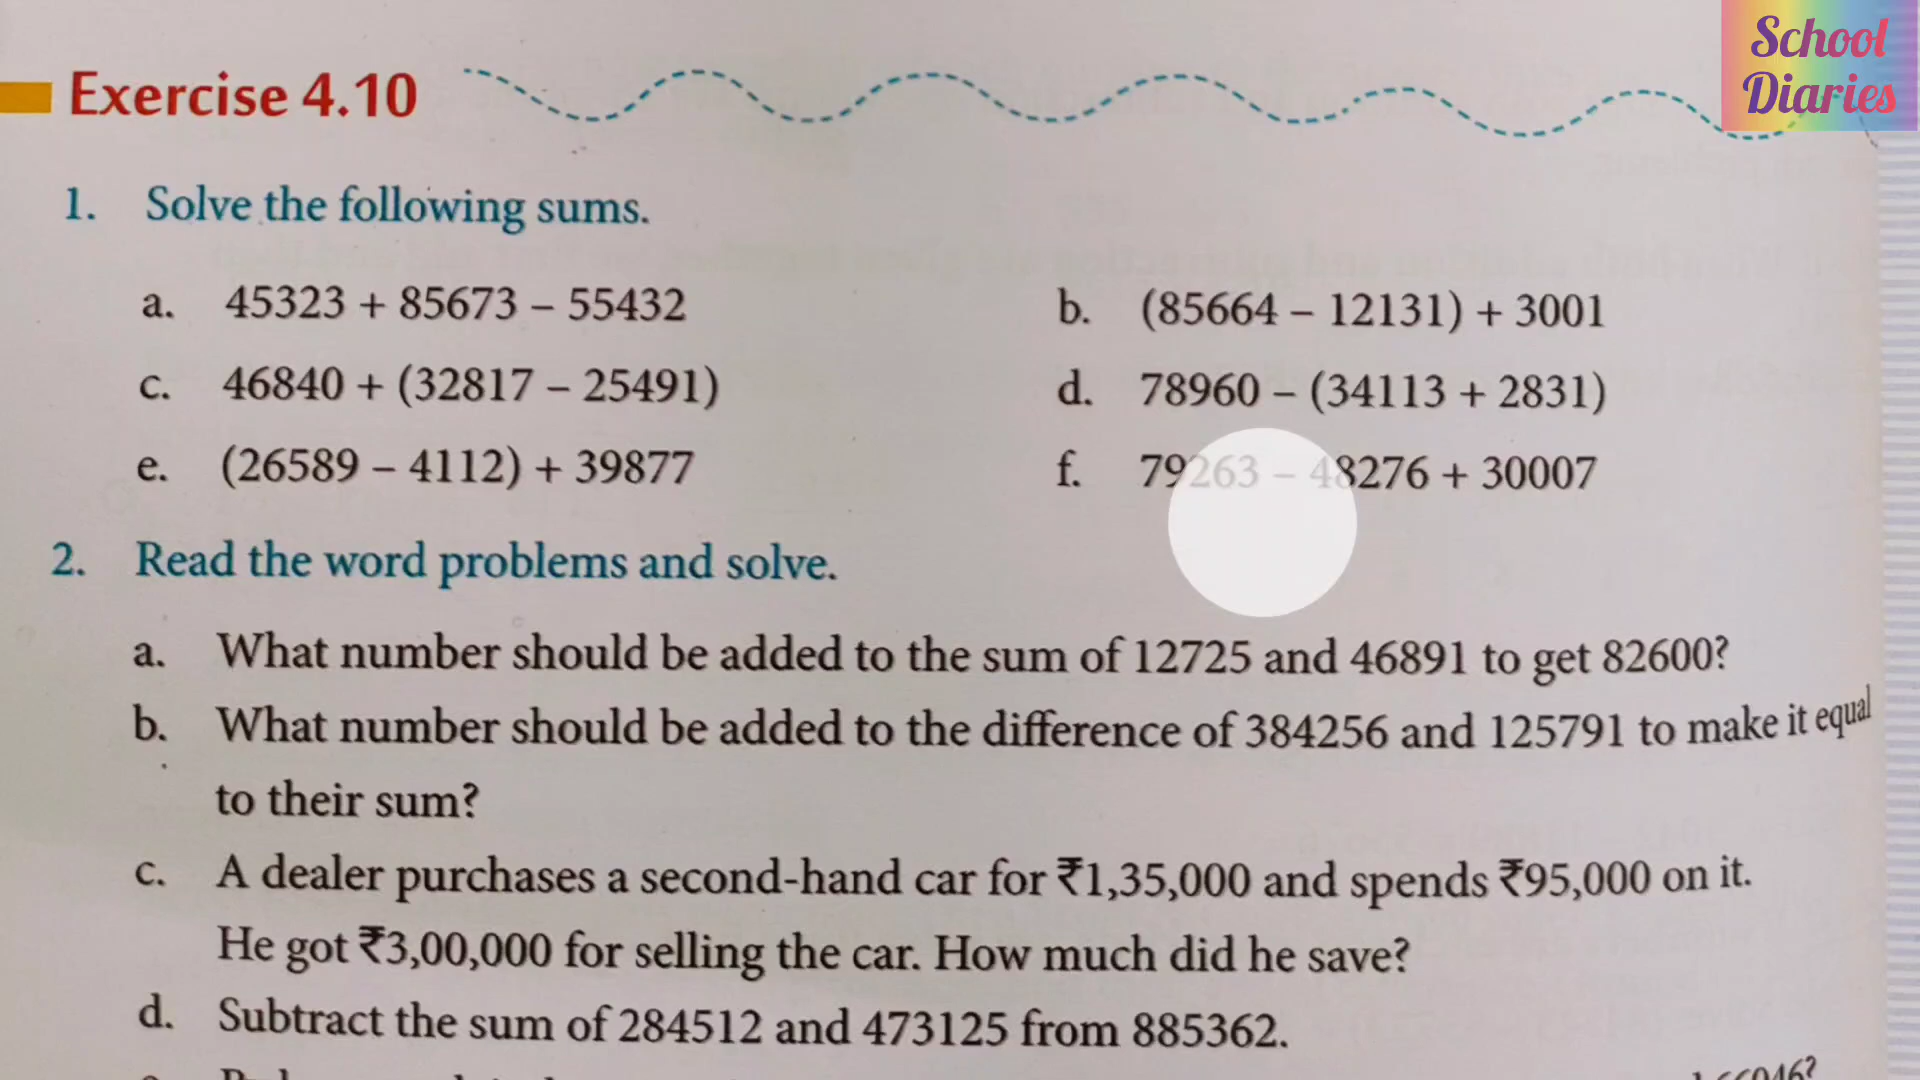 School
Diaries
Exercise 4.10
1. Solve the following sums.
a. 45323 + 85673 – 55432
b. (85664 – 12131) + 3001
c. 46840 + (32817 – 25491)
d. 78960 – (34113 + 2831)
e. (26589 – 4112) + 39877
f. 79263 – 48276 + 30007
2. Read the word problems and solve.
a. What number should be added to the sum of 12725 and 46891 to get 82600?
b. What number should be added to the difference of 384256 and 125791 to make it equal
to their sum?
c. A dealer purchases a second-hand car for ₹1,35,000 and spends ₹95,000 on it.
He got ₹3,00,000 for selling the car. How much did he save?
d. Subtract the sum of 284512 and 473125 from 885362.